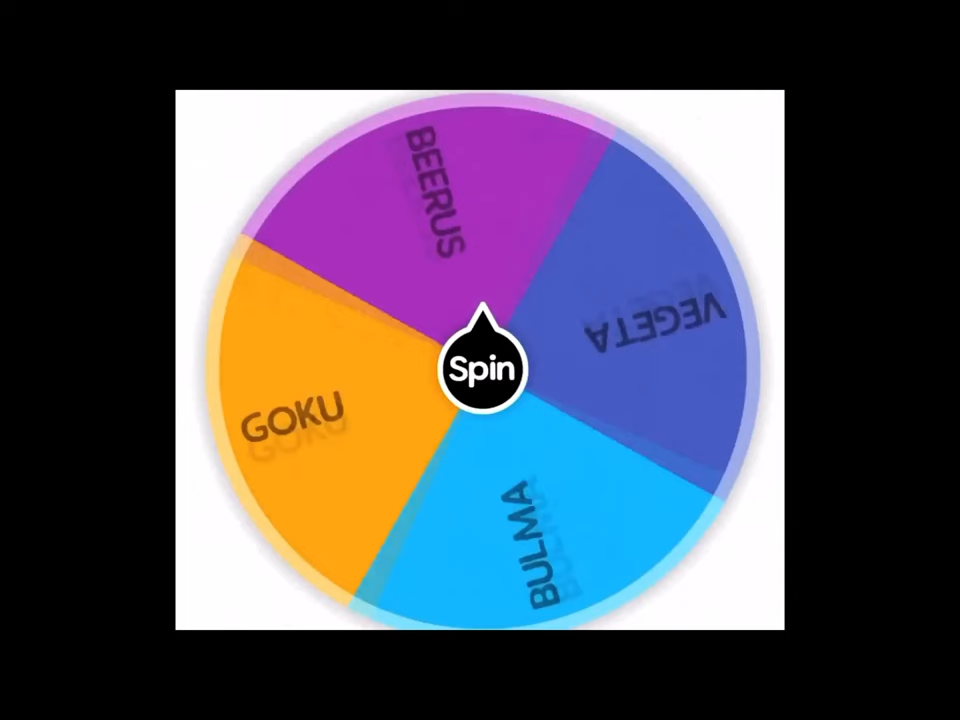 BEERUS
VEGETA
Spin
GOKU
BULMA